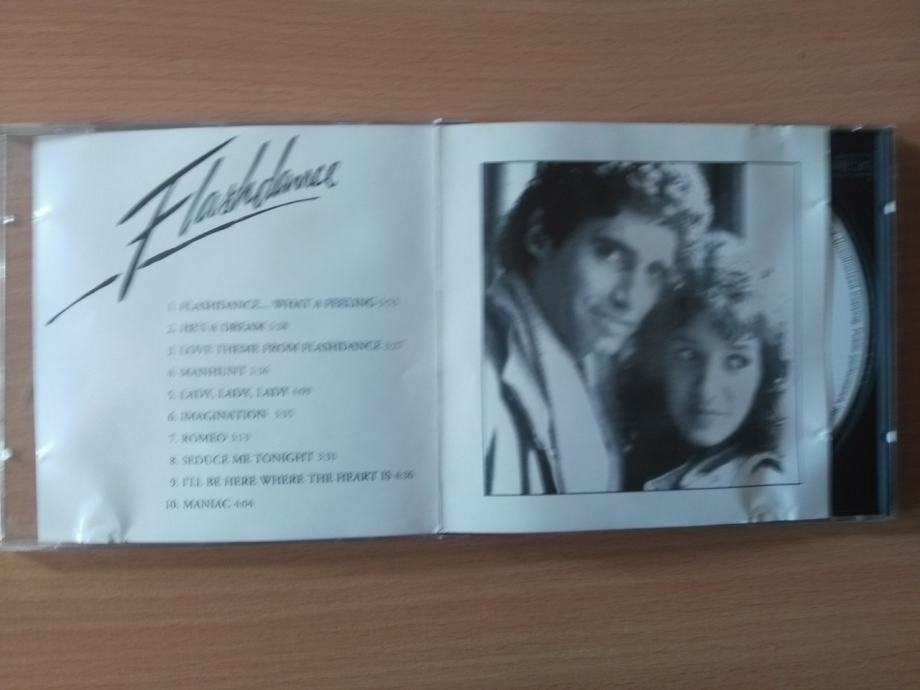 Flashdance
1. FLASHDANCE... WHAT A FEELING
2. HE'S A DREAM
3. LOVE THEME FROM FLASHDANCE
4. MANHUNT
5. LADY, LADY, LADY
6. IMAGINATION
7. ROMEO
8. SEDUCE ME TONIGHT 3:31
9. I'LL BE HERE WHERE THE HEART IS 4:36
10. MANIAC 4:04